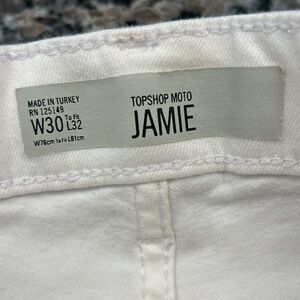 MADE IN TURKEY
RN 125149
W30 To Fit L32
W76cm To Fit L81cm
TOPSHOP MOTO
JAMIE